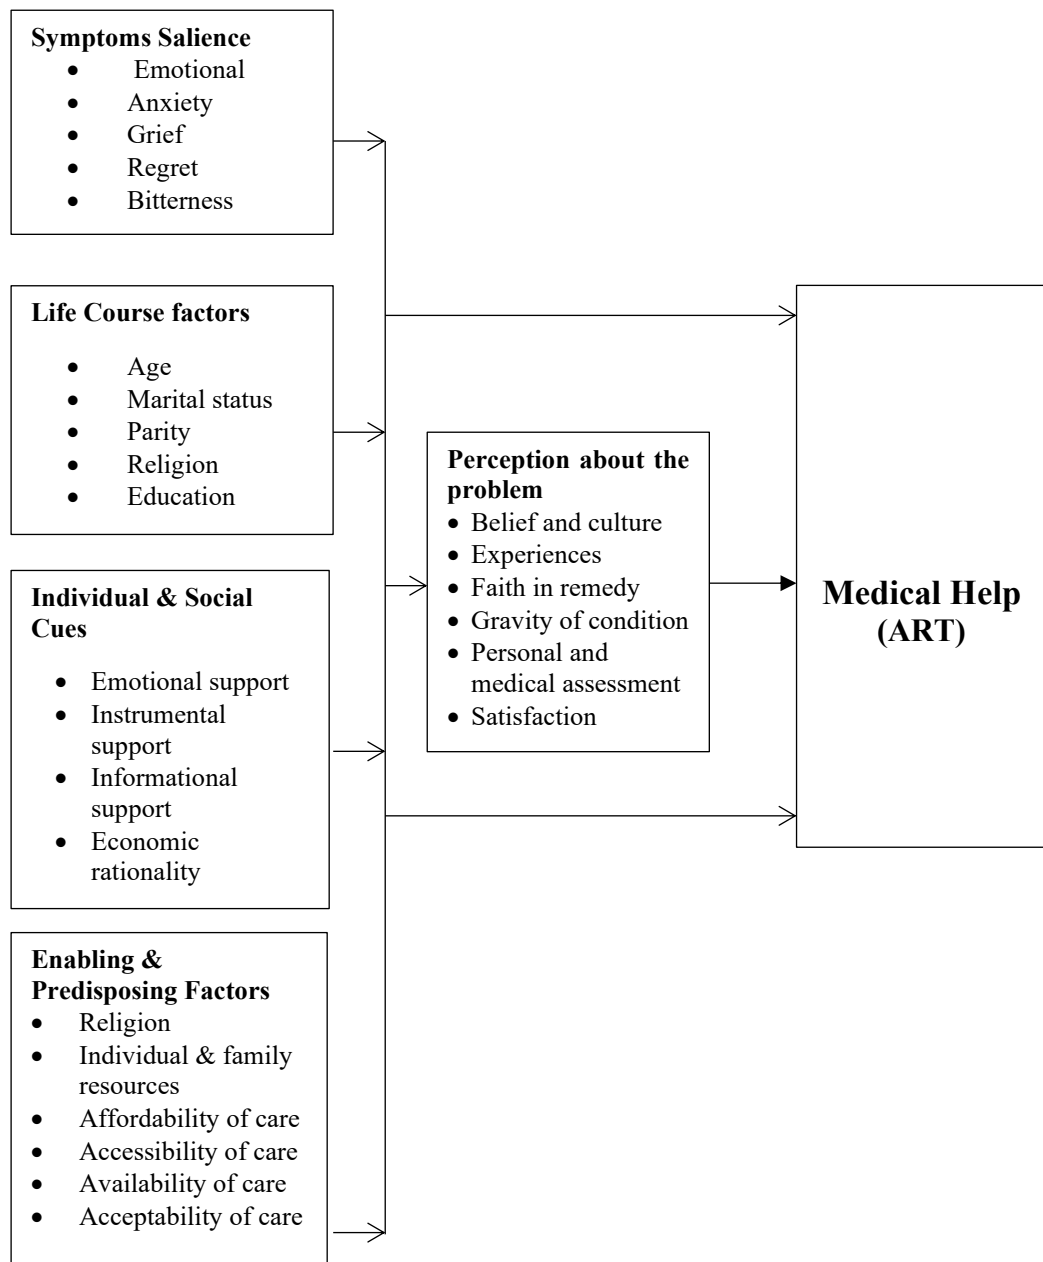 Symptoms Salience
• Emotional
• Anxiety
• Grief
• Regret
• Bitterness
Life Course factors
• Age
• Marital status
• Parity
• Religion
• Education
Individual & Social
Cues
• Emotional support
• Instrumental
support
• Informational
support
• Economic
rationality
Enabling &
Predisposing Factors
• Religion
• Individual & family
resources
• Affordability of care
• Accessibility of care
• Availability of care
• Acceptability of care
Perception about the
problem
• Belief and culture
• Experiences
• Faith in remedy
• Gravity of condition
• Personal and
medical assessment
• Satisfaction
Medical Help
(ART)